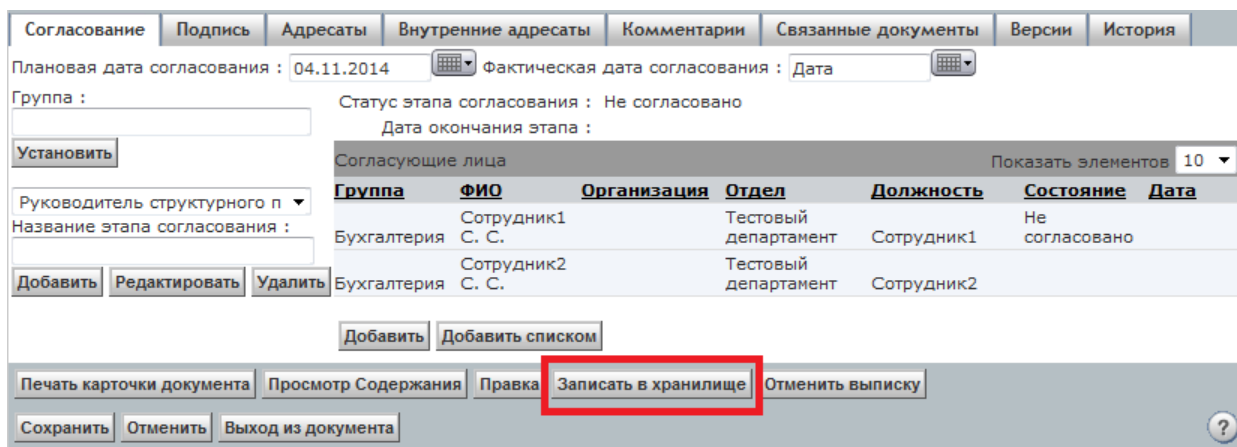 Согласование Подпись Адресаты Внутренние адресаты Комментарии Связанные документы Версии История
Плановая дата согласования : 04.11.2014 Фактическая дата согласования : Дата
Группа :
Статус этапа согласования : Не согласовано
Дата окончания этапа :
Установить
Согласующие лица Показать элементов 10
Руководитель структурного п
Название этапа согласования :
Добавить Редактировать Удалить
Группа ФИО Организация Отдел Должность Состояние Дата
Бухгалтерия Сотрудник1 С. С. Тестовый департамент Сотрудник1 Не согласовано
Бухгалтерия Сотрудник2 С. С. Тестовый департамент Сотрудник2
Добавить Добавить списком
Печать карточки документа Просмотр Содержания Правка Записать в хранилище Отменить выписку
Сохранить Отменить Выход из документа ?